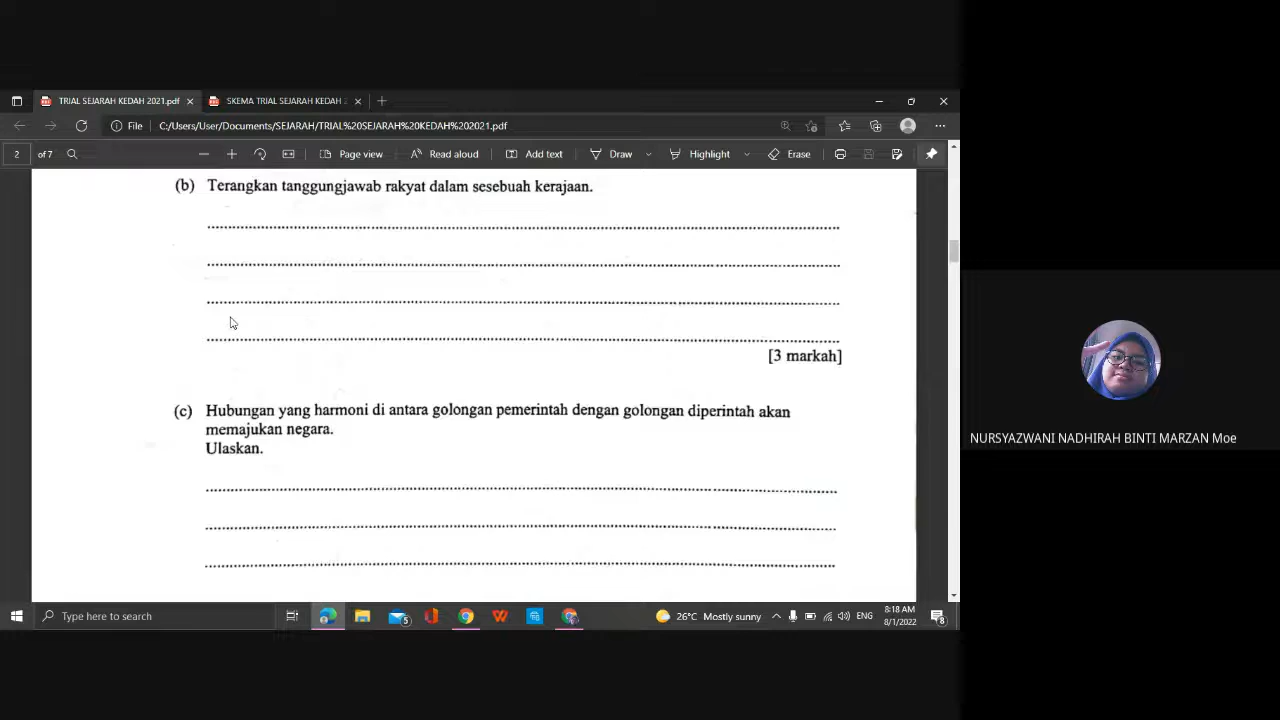 TRIAL SEJARAH KEDAH 2021.pdf
SKEMA TRIAL SEJARAH KEDAH
File
C:/Users/User/Documents/SEJARAH/TRIAL%20SEJARAH%20KEDAH%202021.pdf
2 of 7
Page view
Read aloud
Add text
Draw
Highlight
Erase
(b) Terangkan tanggungjawab rakyat dalam sesebuah kerajaan.
[3 markah]
(c) Hubungan yang harmoni di antara golongan pemerintah dengan golongan diperintah akan
memajukan negara.
Ulaskan.
NURSYAZWANI NADHIRAH BINTI MARZAN Moe
Type here to search
5
26°C Mostly sunny
ENG
8:18 AM
8/1/2022
8